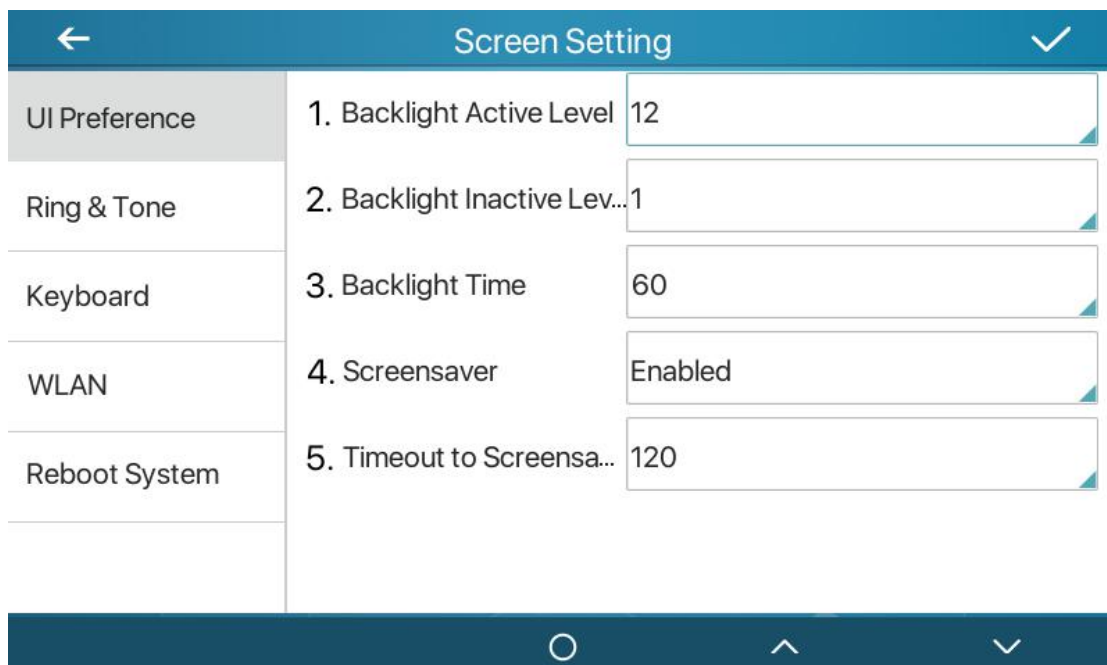 Screen Setting
UI Preference
Ring & Tone
Keyboard
WLAN
Reboot System
1. Backlight Active Level 12
2. Backlight Inactive Lev... 1
3. Backlight Time 60
4. Screensaver Enabled
5. Timeout to Screensa... 120